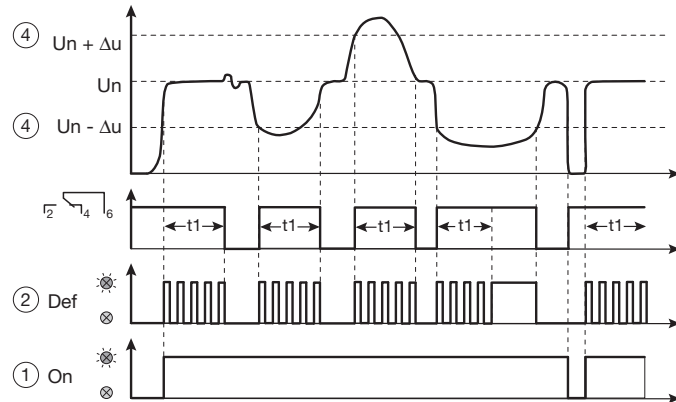 ④ Un + Δu
Un
④ Un - Δu
2 4 6
t1 t1 t1 t1 t1
② Def
① On